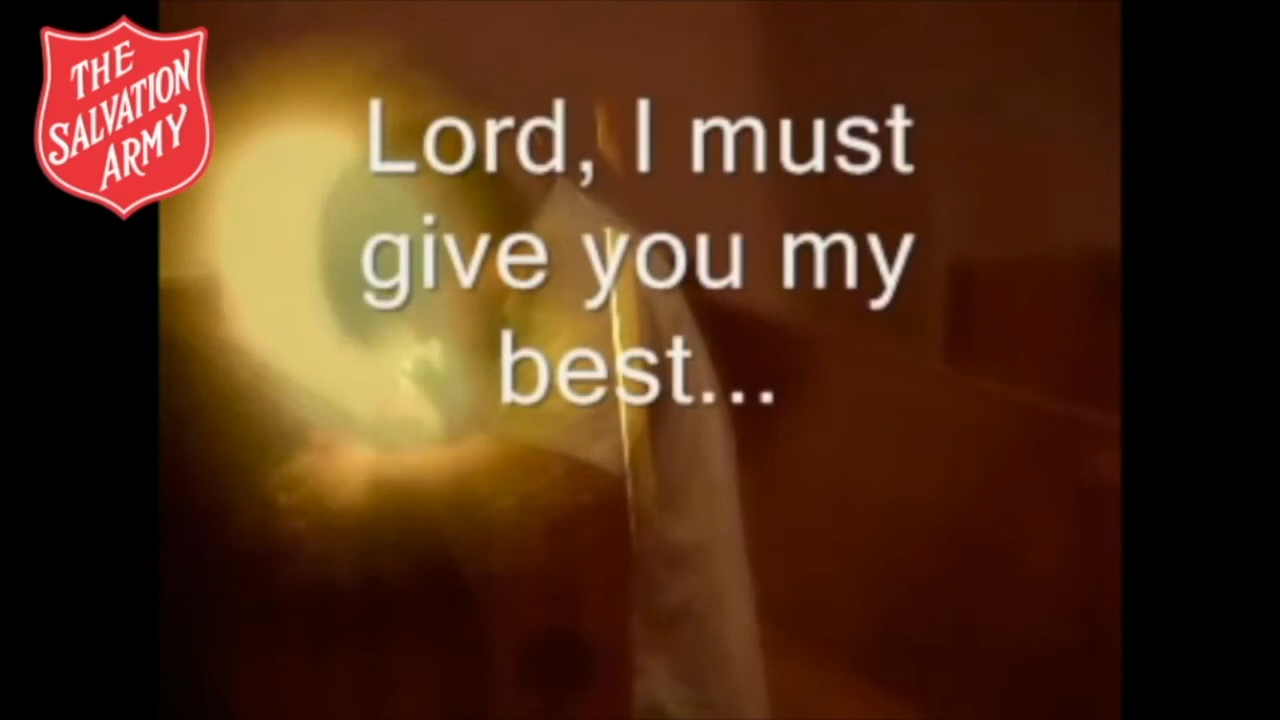 THE
SALVATION
ARMY
Lord, I must
give you my
best...